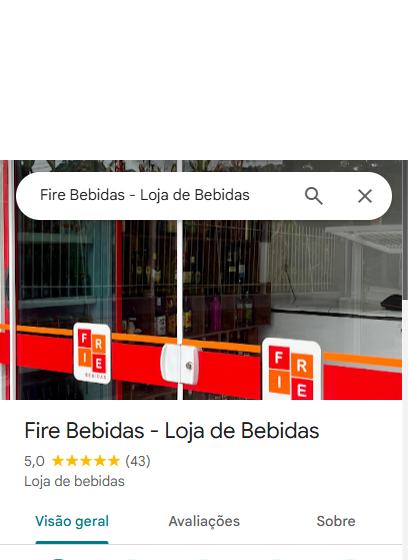 Fire Bebidas - Loja de Bebidas
F R
I E
BEBIDAS
F R
I E
Fire Bebidas - Loja de Bebidas
5,0 (43)
Loja de bebidas
Visão geral Avaliações Sobre